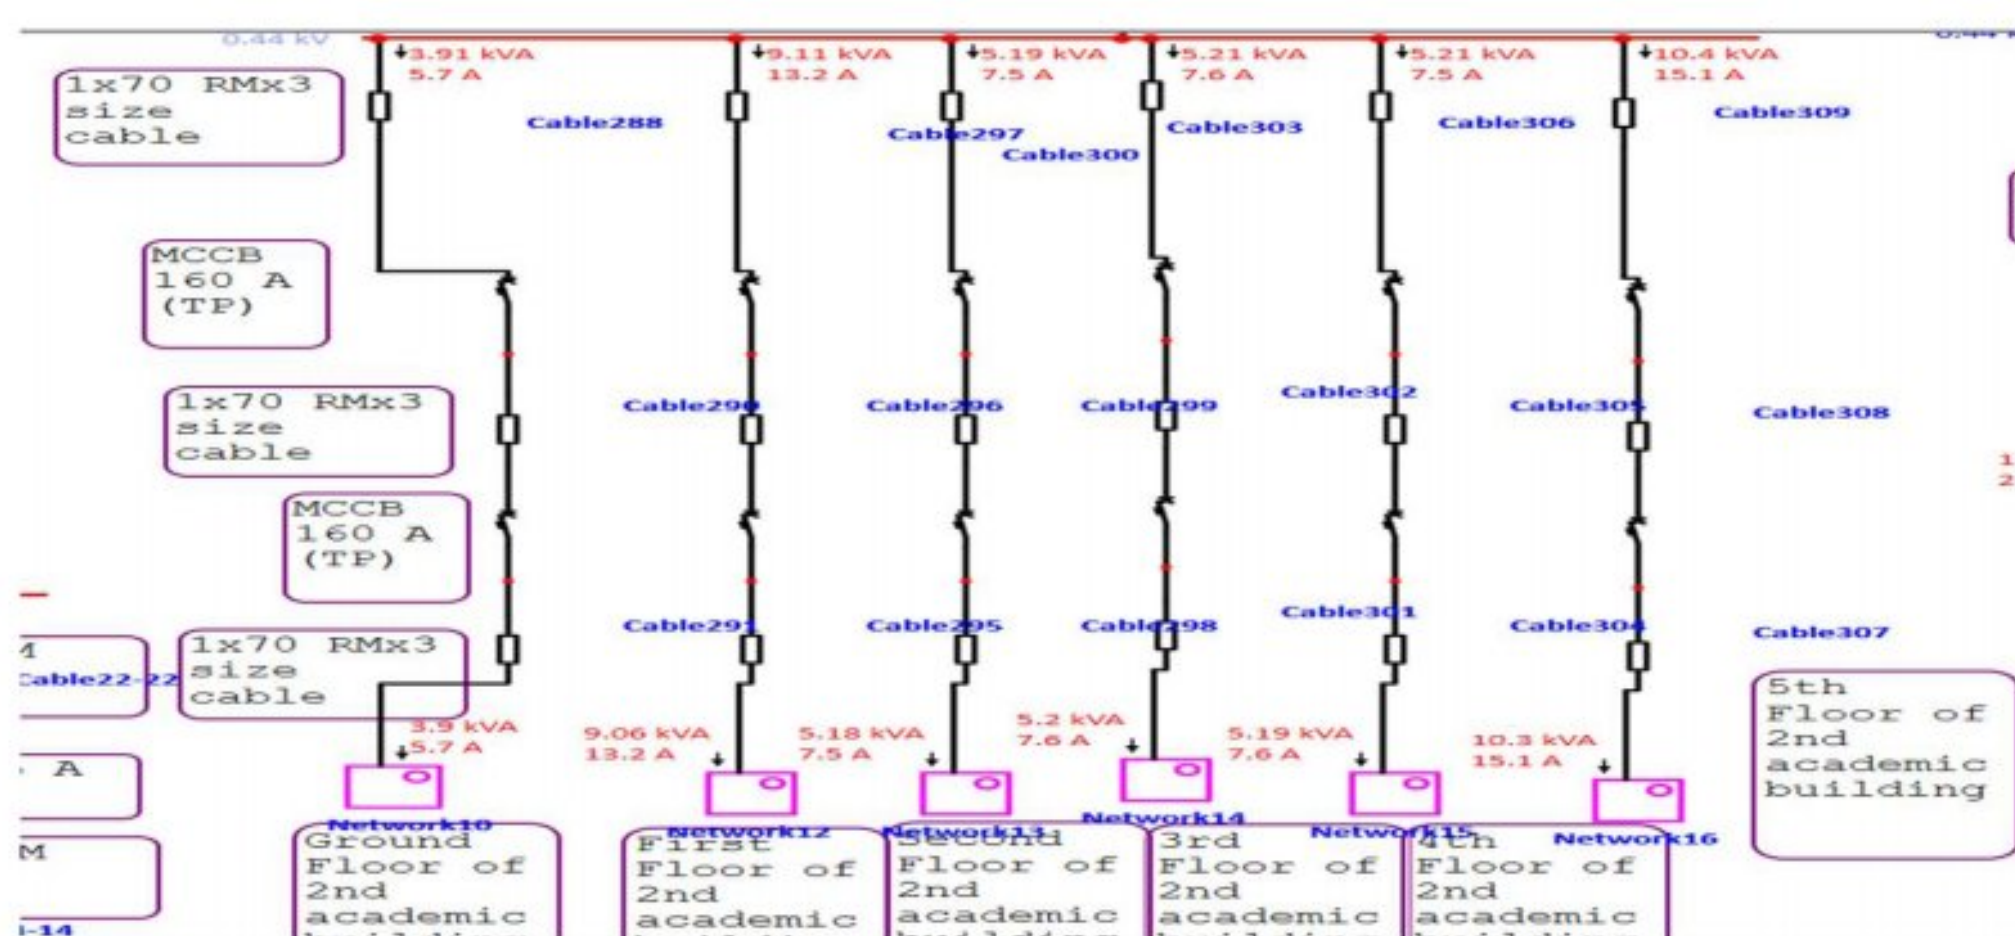 0.44 kV
3.91 kVA
5.7 A
9.11 kVA
13.2 A
5.19 kVA
7.5 A
5.21 kVA
7.6 A
5.21 kVA
7.5 A
10.4 kVA
15.1 A
1x70 RMx3
size
cable
Cable288
Cable297
Cable300
Cable303
Cable306
Cable309
MCCB
160 A
(TP)
1x70 RMx3
size
cable
Cable290
Cable296
Cable299
Cable302
Cable305
Cable308
MCCB
160 A
(TP)
1x70 RMx3
size
cable
Cable22-22
Cable291
Cable295
Cable298
Cable301
Cable304
Cable307
3.9 kVA
5.7 A
9.06 kVA
13.2 A
5.18 kVA
7.5 A
5.2 kVA
7.6 A
5.19 kVA
7.6 A
10.3 kVA
15.1 A
A
M
-14
Network10
Network12
Network13
Network14
Network15
Network16
Ground
Floor of
2nd
academic
First
Floor of
2nd
academic
Second
Floor of
2nd
academic
building
3rd
Floor of
2nd
academic
building
4th
Floor of
2nd
academic
building
5th
Floor of
2nd
academic
building